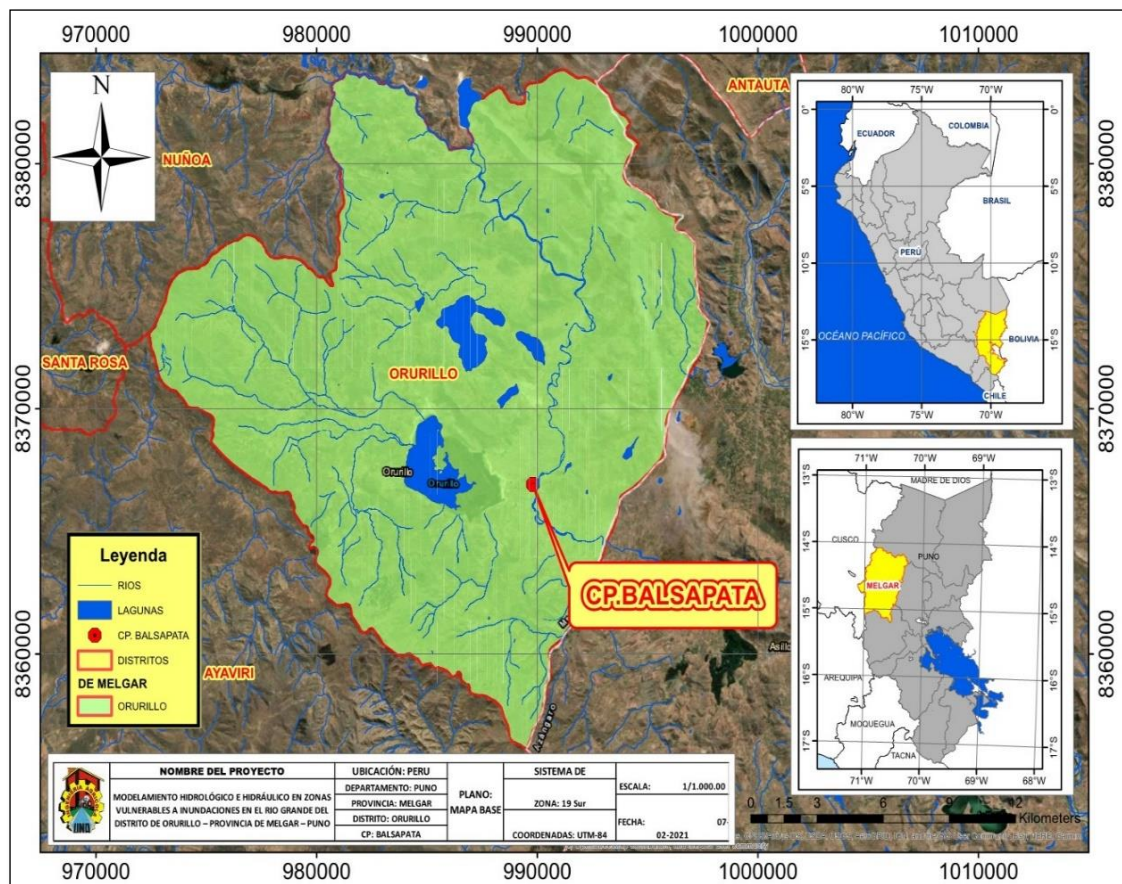 970000 980000 990000 1000000 1010000
8380000
8370000
8360000
8380000
8370000
8360000
N
NUÑOA
ANTAUTA
SANTA ROSA
ORURILLO
Orurillo
Orurillo
CP.BALSAPATA
AYAVIRI
Asillo
Azángaro
Leyenda
RIOS
LAGUNAS
CP. BALSAPATA
DISTRITOS
DE MELGAR
ORURILLO
80°W 75°W 70°W
0°
5°S
10°S
15°S
0°
5°S
10°S
15°S
ECUADOR
COLOMBIA
BRASIL
PERÚ
OCÉANO PACÍFICO
BOLIVIA
CHILE
80°W 75°W 70°W
71°W 70°W 69°W
13°S
14°S
15°S
16°S
17°S
13°S
14°S
15°S
16°S
17°S
MADRE DE DIOS
CUSCO
PUNO
MELGAR
AREQUIPA
MOQUEGUA
TACNA
71°W 70°W 69°W 68°W
NOMBRE DEL PROYECTO
MODELAMIENTO HIDROLÓGICO E HIDRÁULICO EN ZONAS
VULNERABLES A INUNDACIONES EN EL RIO GRANDE DEL
DISTRITO DE ORURILLO – PROVINCIA DE MELGAR – PUNO
UBICACIÓN: PERU
DEPARTAMENTO: PUNO
PROVINCIA: MELGAR
DISTRITO: ORURILLO
CP: BALSAPATA
PLANO:
MAPA BASE
SISTEMA DE
ZONA: 19 Sur
COORDENADAS: UTM-84
ESCALA: 1/1.000.00
FECHA: 07-
02-2021
0 1.5 3 6 9 12
Kilometers